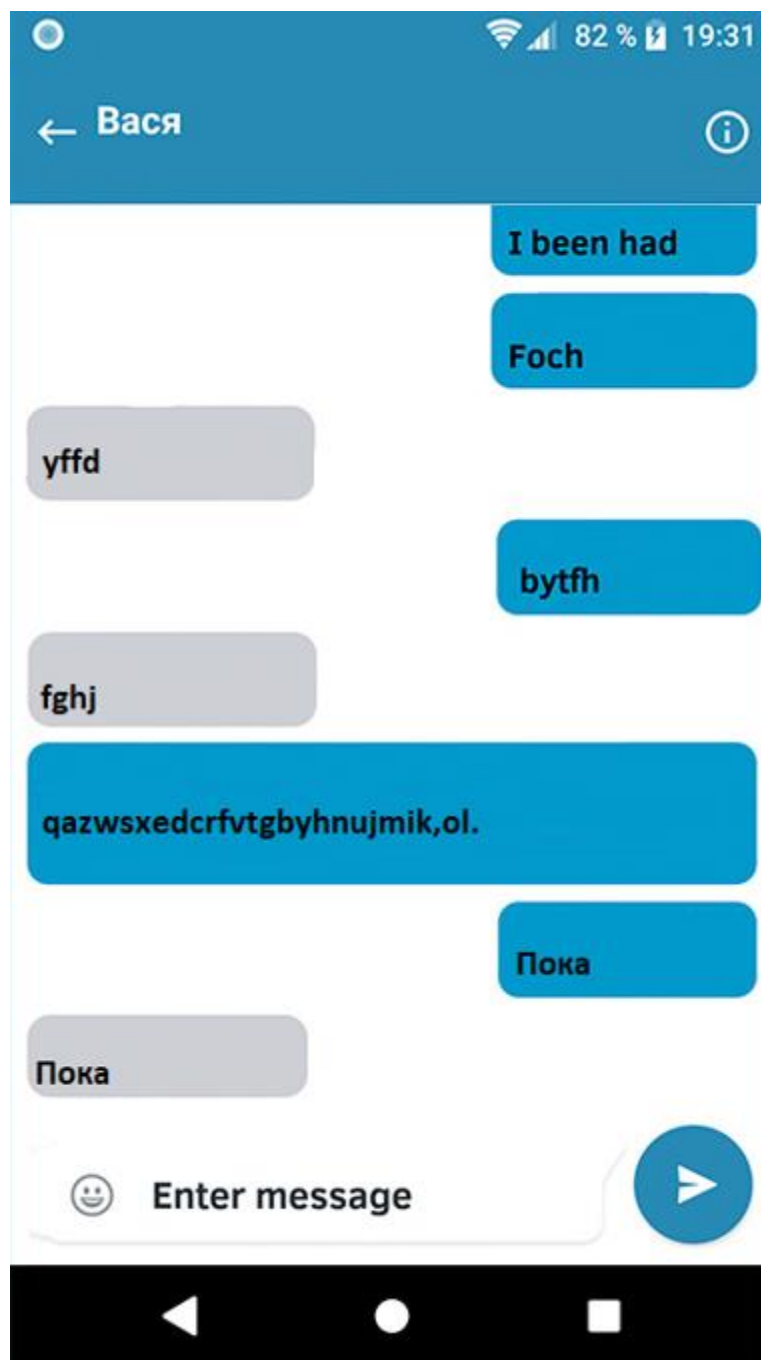 82 % 19:31
Вася
I been had
Foch
yffd
bytfh
fghj
qazwsxedcrfvtgbyhnujmik,ol.
Пока
Пока
Enter message